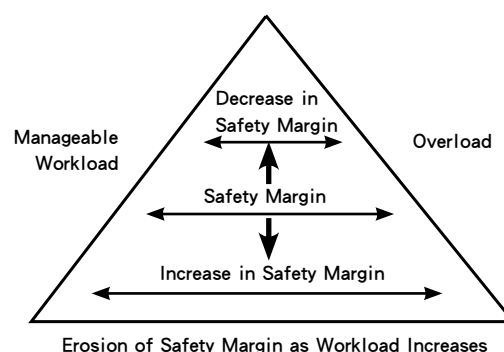 Decrease in
Safety Margin
Manageable
Workload
Overload
Safety Margin
Increase in Safety Margin
Erosion of Safety Margin as Workload Increases